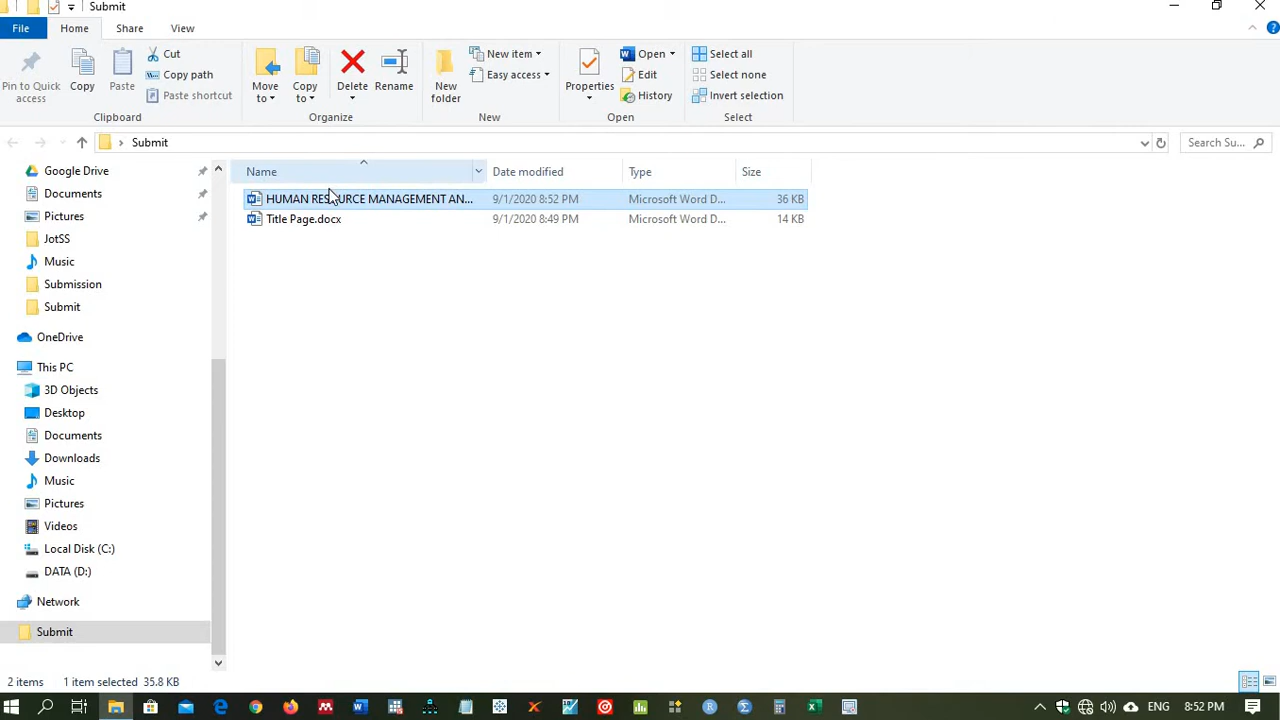 Submit
File Home Share View
Pin to Quick access
Copy
Paste
Cut
Copy path
Paste shortcut
Clipboard
Move to
Copy to
Delete
Rename
Organize
New folder
New item
Easy access
New
Properties
Open
Edit
History
Open
Select all
Select none
Invert selection
Select
Submit
Search Su...
Name Date modified Type Size
HUMAN RESOURCE MANAGEMENT AN... 9/1/2020 8:52 PM Microsoft Word D... 36 KB
Title Page.docx 9/1/2020 8:49 PM Microsoft Word D... 14 KB
Google Drive
Documents
Pictures
JotSS
Music
Submission
Submit
OneDrive
This PC
3D Objects
Desktop
Documents
Downloads
Music
Pictures
Videos
Local Disk (C:)
DATA (D:)
Network
Submit
2 items 1 item selected 35.8 KB
ENG 8:52 PM